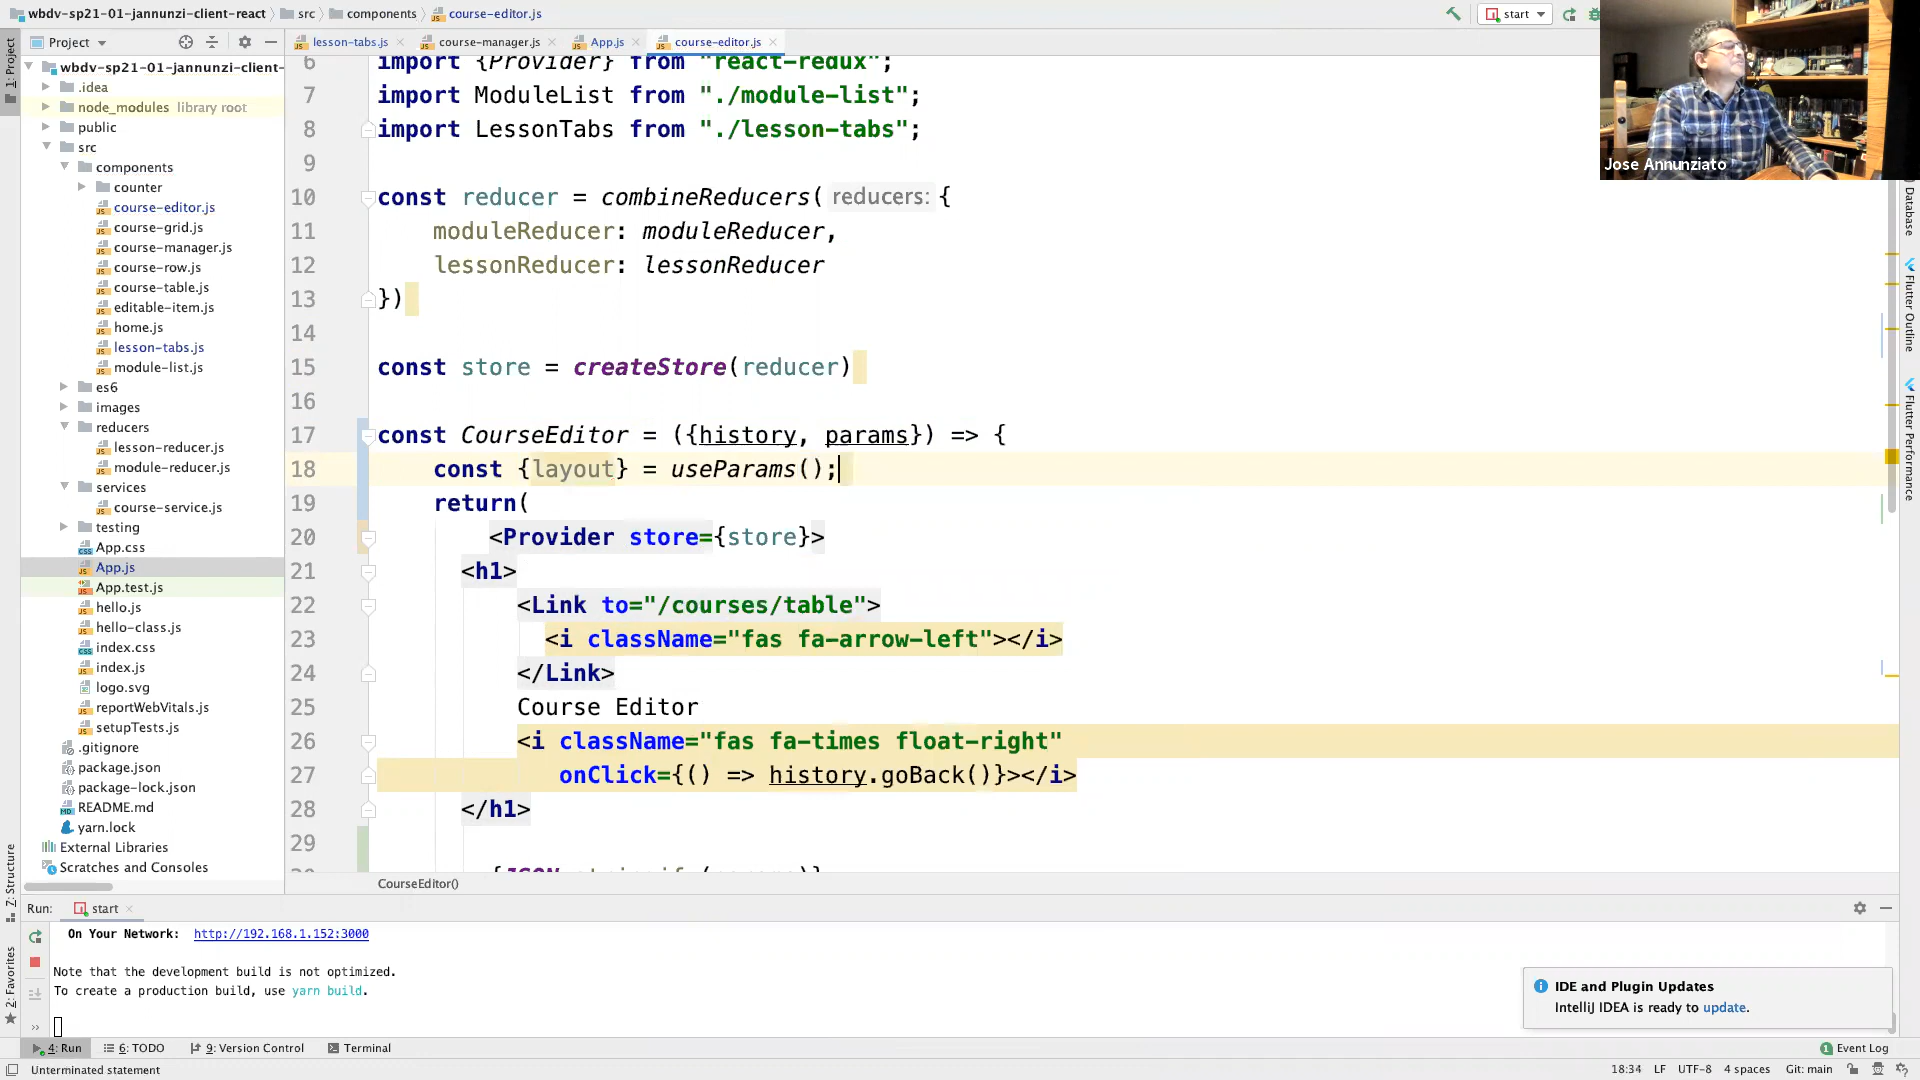 wbdv-sp21-01-jannunzi-client-react
src
components
course-editor.js
start
Project
lesson-tabs.js
course-manager.js
App.js
course-editor.js
1: Project
wbdv-sp21-01-jannunzi-client-
.idea
node_modules library root
public
src
components
counter
course-editor.js
course-grid.js
course-manager.js
course-row.js
course-table.js
editable-item.js
home.js
lesson-tabs.js
module-list.js
es6
images
reducers
lesson-reducer.js
module-reducer.js
services
course-service.js
testing
App.css
App.js
App.test.js
hello.js
hello-class.js
index.css
index.js
logo.svg
reportWebVitals.js
setupTests.js
.gitignore
package.json
package-lock.json
README.md
yarn.lock
External Libraries
Scratches and Consoles
6 import {Provider} from "react-redux";
7 import ModuleList from "./module-list";
8 import LessonTabs from "./lesson-tabs";
9
10 const reducer = combineReducers( reducers: {
11 moduleReducer: moduleReducer,
12 lessonReducer: lessonReducer
13 })
14
15 const store = createStore(reducer)
16
17 const CourseEditor = ({history, params}) => {
18 const {layout} = useParams();
19 return(
20 <Provider store={store}>
21 <h1>
22 <Link to="/courses/table">
23 <i className="fas fa-arrow-left"></i>
24 </Link>
25 Course Editor
26 <i className="fas fa-times float-right"
27 onClick={() => history.goBack()}></i>
28 </h1>
29
CourseEditor()
Jose Annunziato
Database
Flutter Outline
Flutter Performance
Z: Structure
2: Favorites
Run:
start
On Your Network: http://192.168.1.152:3000
Note that the development build is not optimized.
To create a production build, use yarn build.
IDE and Plugin Updates
IntelliJ IDEA is ready to update.
4: Run
6: TODO
9: Version Control
Terminal
1 Event Log
Unterminated statement
18:34
LF
UTF-8
4 spaces
Git: main